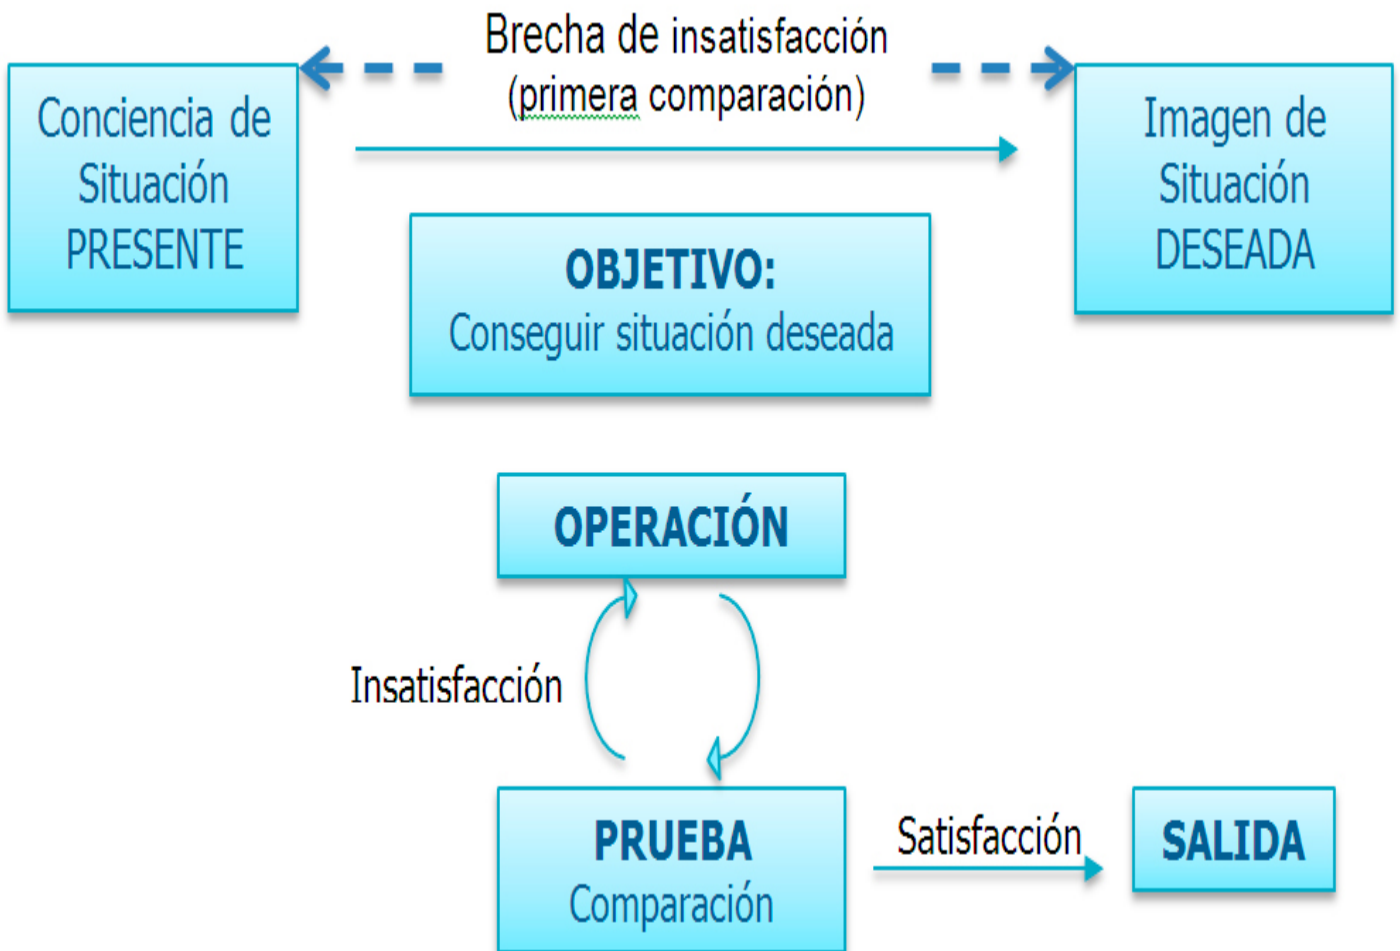 Brecha de insatisfacción
(primera comparación)
Conciencia de
Situación
PRESENTE
Imagen de
Situación
DESEADA
OBJETIVO:
Conseguir situación deseada
OPERACIÓN
Insatisfacción
PRUEBA
Comparación
Satisfacción
SALIDA